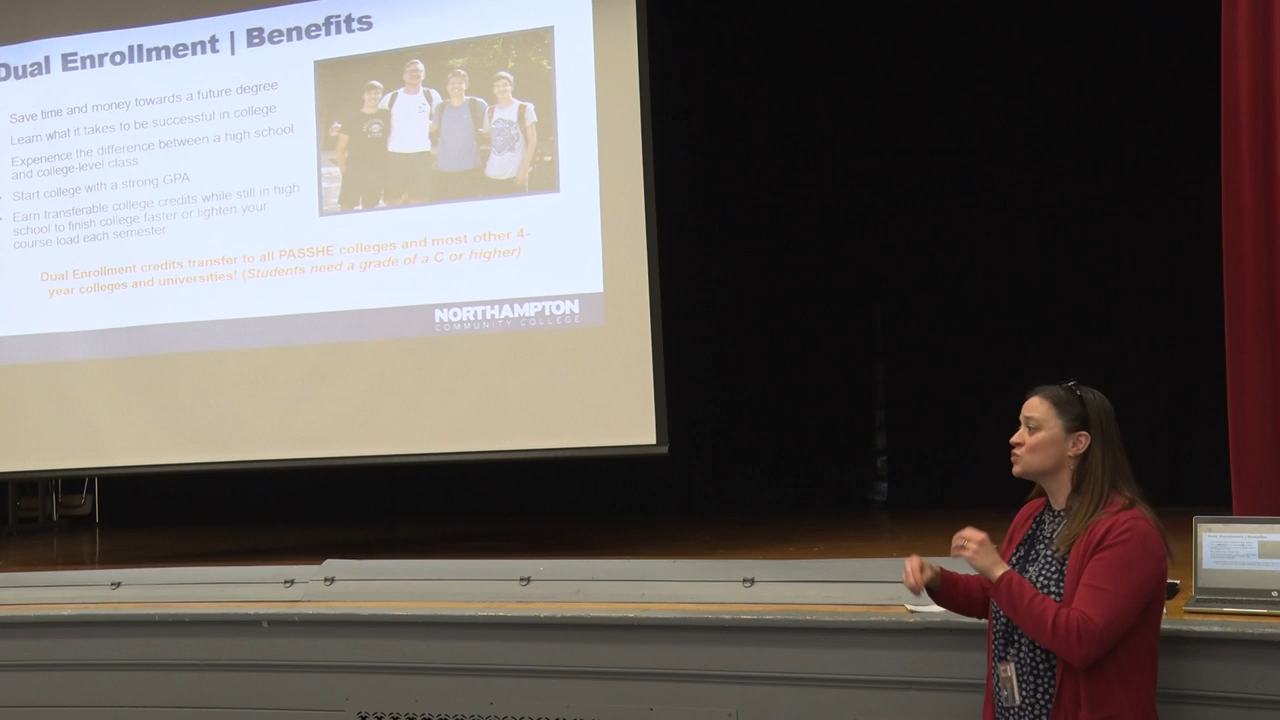 Dual Enrollment | Benefits
Save time and money towards a future degree
Learn what it takes to be successful in college
Experience the difference between a high school
and college-level class
• Start college with a strong GPA
• Earn transferable college credits while still in high
school to finish college faster or lighten your
course load each semester
Dual Enrollment credits transfer to all PASSHE colleges and most other 4-
year colleges and universities! (Students need a grade of a C or higher)
NORTHAMPTON
COMMUNITY COLLEGE
Dual Enrollment | Benefits